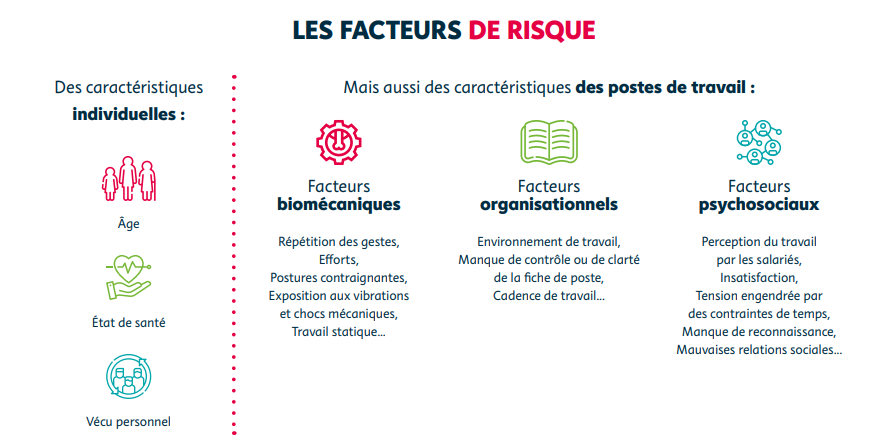 LES FACTEURS DE RISQUE
Des caractéristiques
individuelles :
Âge
État de santé
Vécu personnel
Mais aussi des caractéristiques des postes de travail :
Facteurs
biomécaniques
Répétition des gestes,
Efforts,
Postures contraignantes,
Exposition aux vibrations
et chocs mécaniques,
Travail statique...
Facteurs
organisationnels
Environnement de travail,
Manque de contrôle ou de clarté
de la fiche de poste,
Cadence de travail...
Facteurs
psychosociaux
Perception du travail
par les salariés,
Insatisfaction,
Tension engendrée par
des contraintes de temps,
Manque de reconnaissance,
Mauvaises relations sociales...